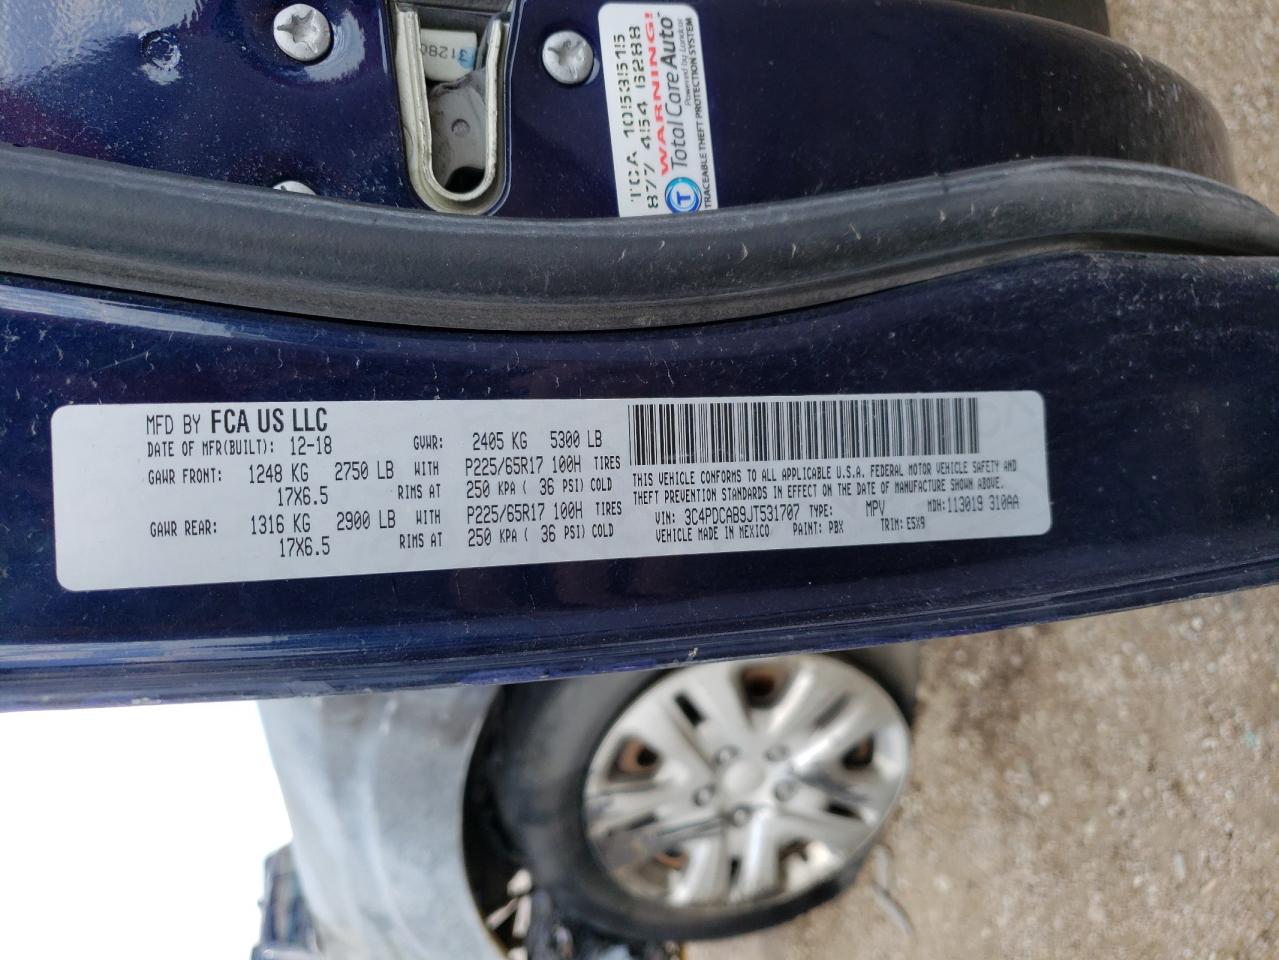 TCA 10535515
877 454 6288
WARNING!
T Total Care Auto
Powered by Landcar
TRACEABLE THEFT PROTECTION SYSTEM
MFD BY FCA US LLC
DATE OF MFR(BUILT): 12-18 GVWR: 2405 KG 5300 LB
GAWR FRONT: 1248 KG 2750 LB WITH P225/65R17 100H TIRES
17X6.5 RIMS AT 250 KPA ( 36 PSI) COLD
GAWR REAR: 1316 KG 2900 LB WITH P225/65R17 100H TIRES
17X6.5 RIMS AT 250 KPA ( 36 PSI) COLD
THIS VEHICLE CONFORMS TO ALL APPLICABLE U.S.A. FEDERAL MOTOR VEHICLE SAFETY AND
THEFT PREVENTION STANDARDS IN EFFECT ON THE DATE OF MANUFACTURE SHOWN ABOVE.
VIN: 3C4PDCAB9JT531707 TYPE: MPV MDH: 113019 310AA
VEHICLE MADE IN MEXICO PAINT: PBX TRIM: E5X9